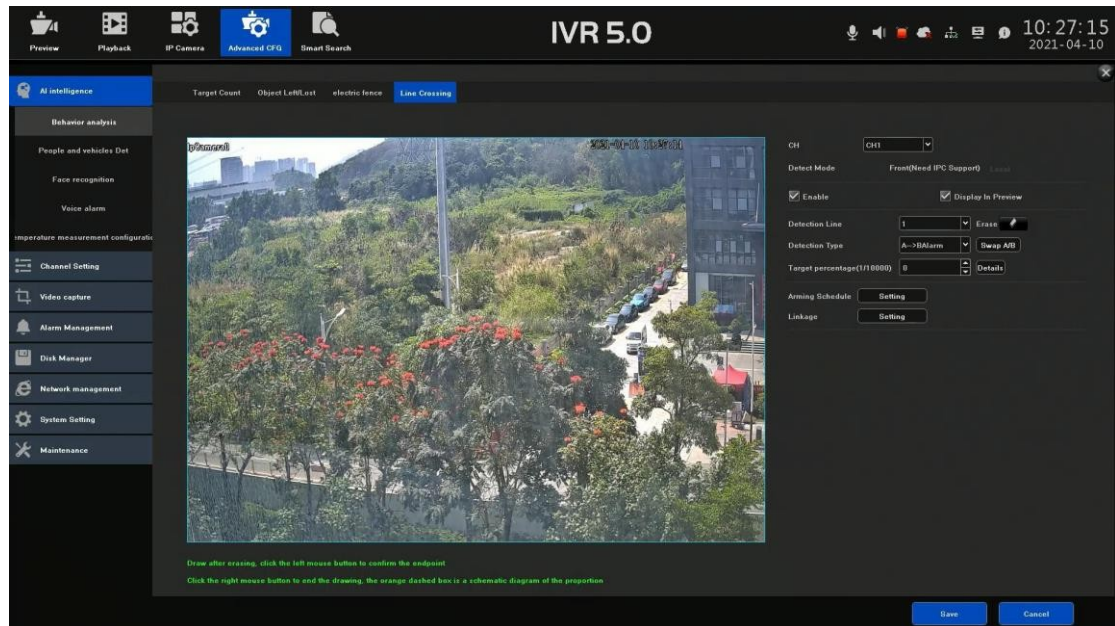 IVR 5.0
10:27:15
2021-04-10
Preview
Playback
IP Camera
Advanced CFG
Smart Search
AI intelligence
Target Count
Object Left/Lost
electric fence
Line Crossing
Behavior analysis
People and vehicles Det
Face recognition
Voice alarm
emperature measurement configuratio
Channel Setting
Video capture
Alarm Management
Disk Manager
Network management
System Setting
Maintenance
CH
CH1
Detect Mode
Front(Need IPC Support)
Local
Enable
Display In Preview
Detection Line
1
Erase
Detection Type
A-->BAlarm
Swap A/B
Target percentage(1/10000)
0
Details
Arming Schedule
Setting
Linkage
Setting
Draw after erasing, click the left mouse button to confirm the endpoint
Click the right mouse button to end the drawing, the orange dashed box is a schematic diagram of the proportion
Save
Cancel